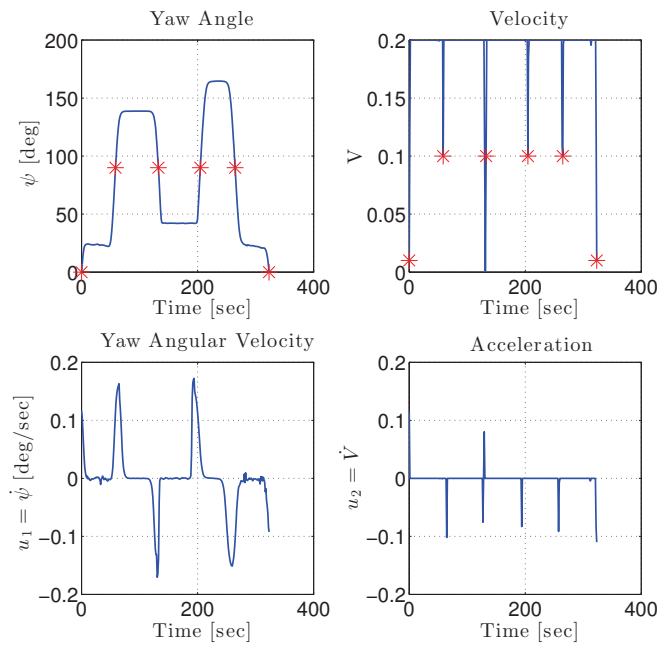 Yaw Angle
200
150
100
50
0
ψ [deg]
0
200
400
Time [sec]
Velocity
0.2
0.15
0.1
0.05
0
V
0
200
400
Time [sec]
Yaw Angular Velocity
0.2
0.1
0
−0.1
−0.2
u₁ = ψ̇ [deg/sec]
0
200
400
Time [sec]
Acceleration
0.2
0.1
0
−0.1
−0.2
u₂ = V̇
0
200
400
Time [sec]